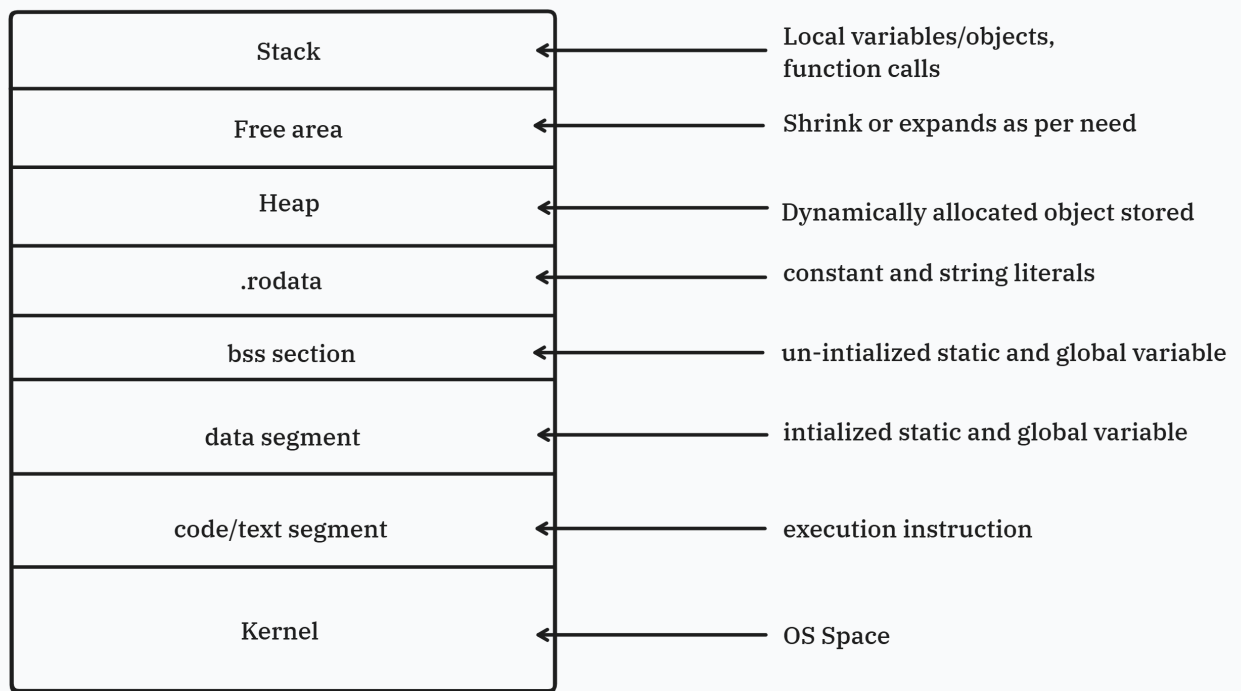 Stack
Local variables/objects,
function calls
Free area
Shrink or expands as per need
Heap
Dynamically allocated object stored
.rodata
constant and string literals
bss section
un-intialized static and global variable
data segment
intialized static and global variable
code/text segment
execution instruction
Kernel
OS Space